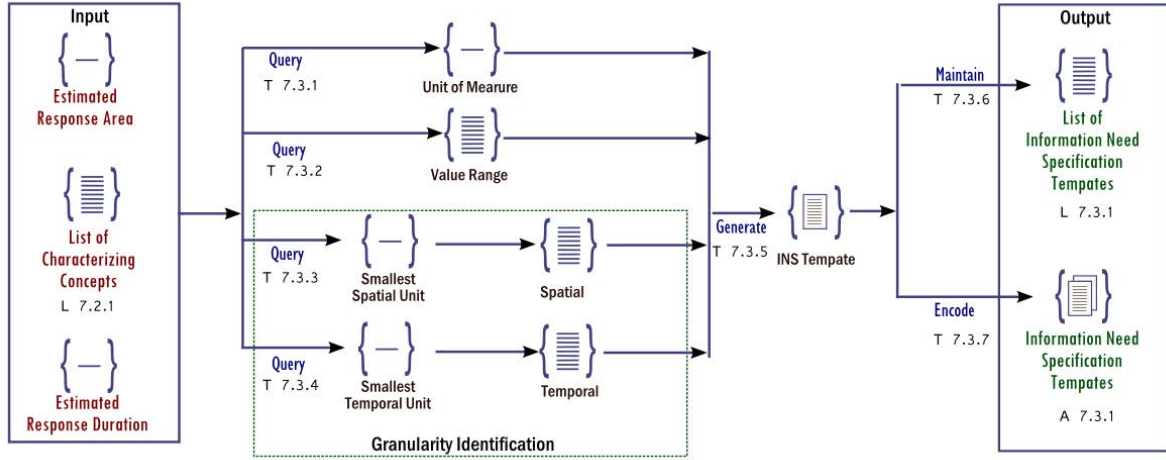 Input
Estimated
Response Area
List of
Characterizing
Concepts
L 7.2.1
Estimated
Response Duration
Query
T 7.3.1
Unit of Mearure
Query
T 7.3.2
Value Range
Query
T 7.3.3
Smallest
Spatial Unit
Spatial
Query
T 7.3.4
Smallest
Temporal Unit
Temporal
Granularity Identification
Generate
T 7.3.5
INS Tempate
Maintain
T 7.3.6
Encode
T 7.3.7
Output
List of
Information Need
Specification
Tempates
L 7.3.1
Information Need
Specification
Tempates
A 7.3.1